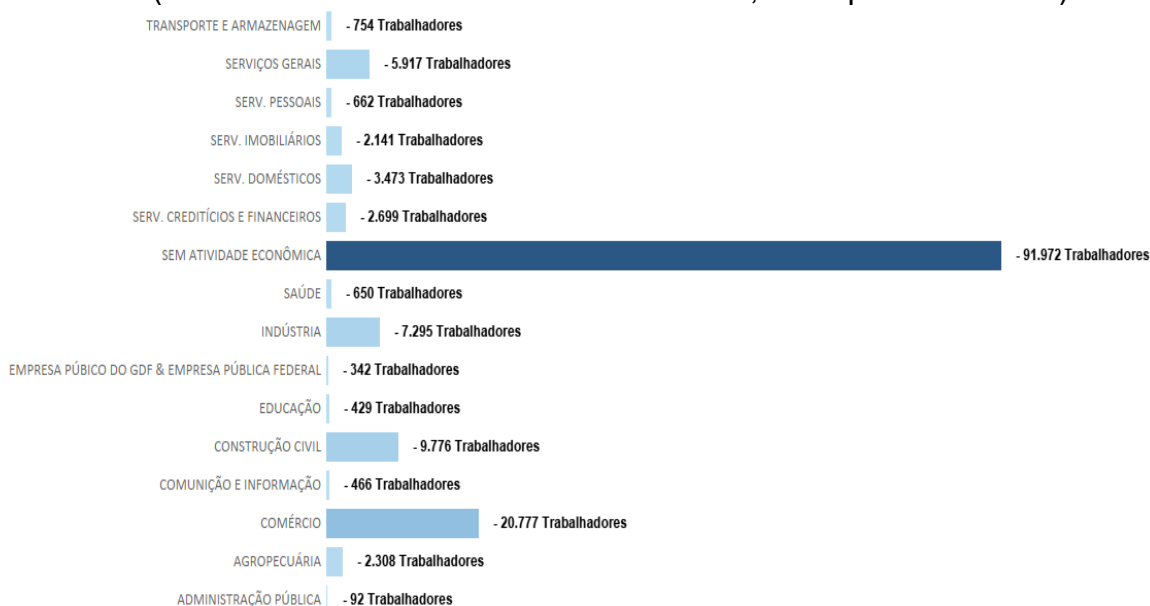 TRANSPORTE E ARMAZENAGEM - 754 Trabalhadores
SERVIÇOS GERAIS - 5.917 Trabalhadores
SERV. PESSOAIS - 662 Trabalhadores
SERV. IMOBILIÁRIOS - 2.141 Trabalhadores
SERV. DOMÉSTICOS - 3.473 Trabalhadores
SERV. CREDITÍCIOS E FINANCEIROS - 2.699 Trabalhadores
SEM ATIVIDADE ECONÔMICA - 91.972 Trabalhadores
SAÚDE - 650 Trabalhadores
INDÚSTRIA - 7.295 Trabalhadores
EMPRESA PÚBICO DO GDF & EMPRESA PÚBLICA FEDERAL - 342 Trabalhadores
EDUCAÇÃO - 429 Trabalhadores
CONSTRUÇÃO CIVIL - 9.776 Trabalhadores
COMUNIÇÃO E INFORMAÇÃO - 466 Trabalhadores
COMÉRCIO - 20.777 Trabalhadores
AGROPECUÁRIA - 2.308 Trabalhadores
ADMINISTRAÇÃO PÚBLICA - 92 Trabalhadores